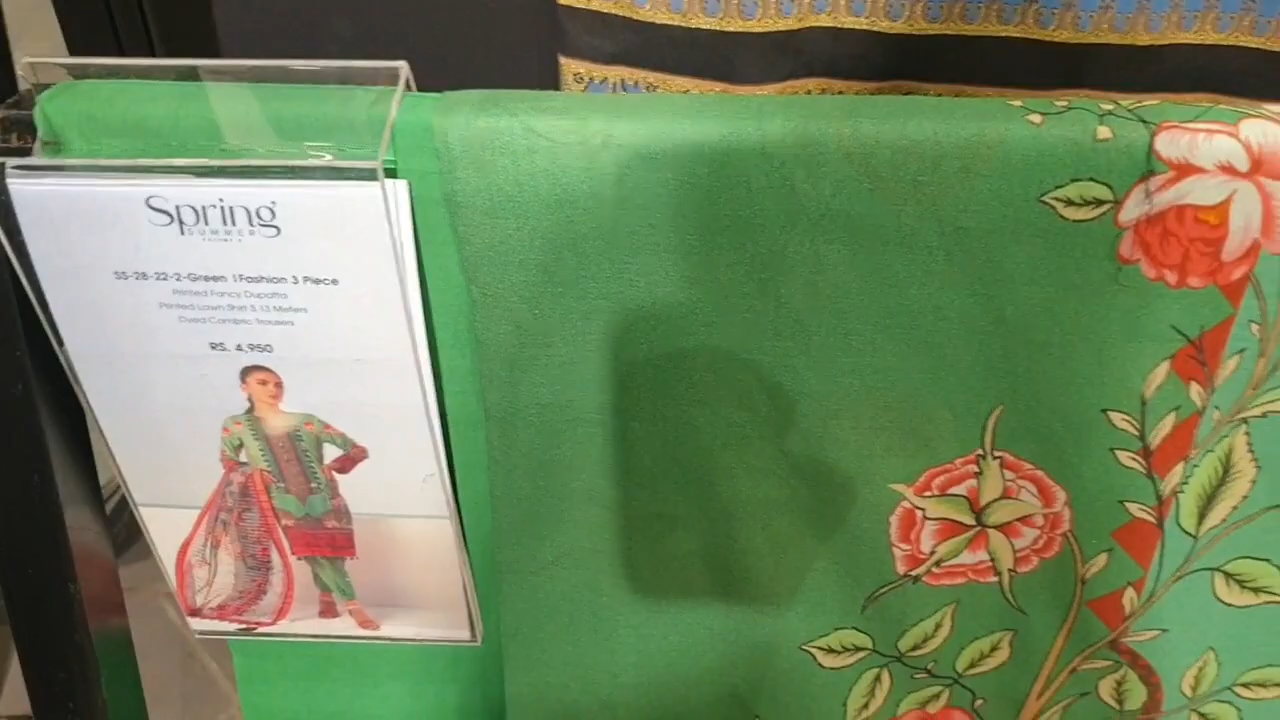 Spring
SUMMER
SS-28-22-2-Green | Fashion 3 Piece
Printed Fancy Dupatta
Printed Lawn Shirt 3.13 Meters
Dyed Cambric Trousers
RS. 4,950